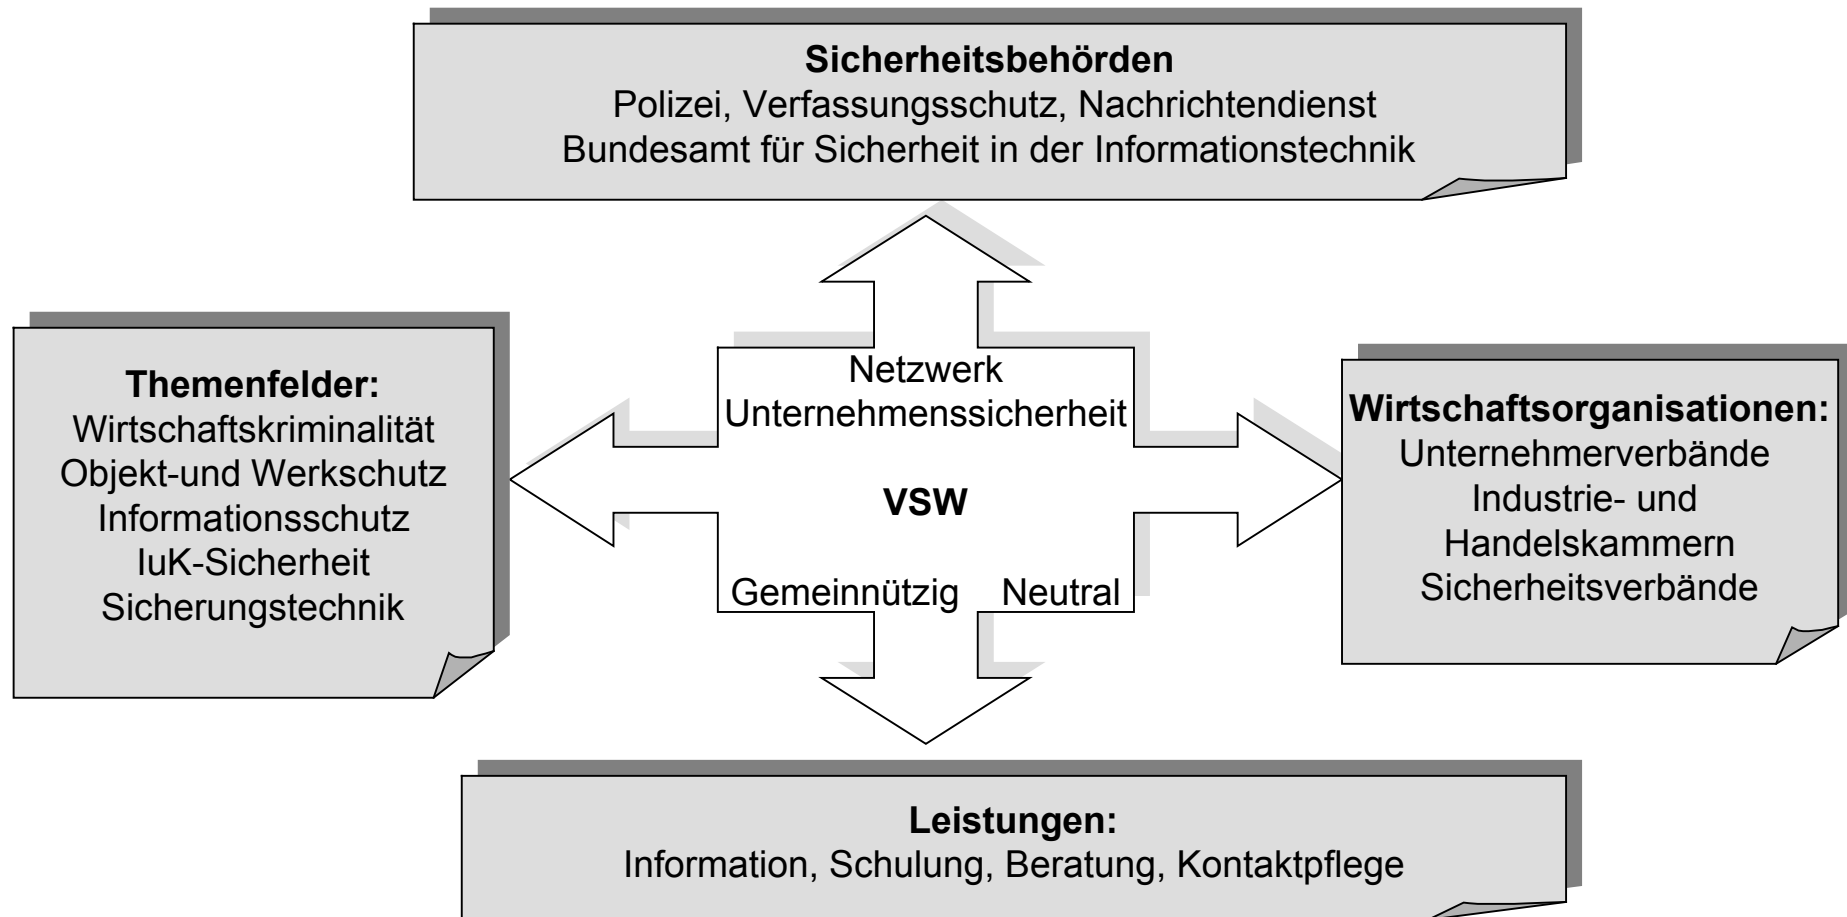 Sicherheitsbehörden
Polizei, Verfassungsschutz, Nachrichtendienst
Bundesamt für Sicherheit in der Informationstechnik
Themenfelder:
Wirtschaftskriminalität
Objekt-und Werkschutz
Informationsschutz
IuK-Sicherheit
Sicherungstechnik
Netzwerk
Unternehmenssicherheit
VSW
Gemeinnützig Neutral
Wirtschaftsorganisationen:
Unternehmerverbände
Industrie- und
Handelskammern
Sicherheitsverbände
Leistungen:
Information, Schulung, Beratung, Kontaktpflege